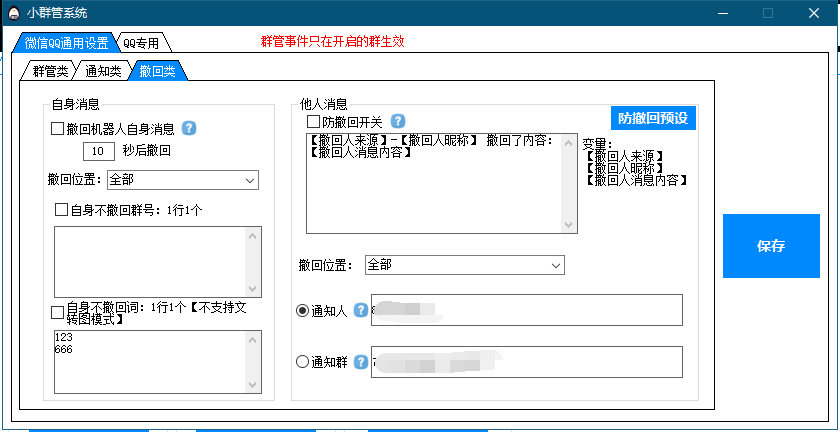 小群管系统
微信QQ通用设置
QQ专用
群管事件只在开启的群生效
群管类
通知类
撤回类
自身消息
撤回机器人自身消息
10 秒后撤回
撤回位置：全部
自身不撤回群号：1行1个
自身不撤回词：1行1个【不支持文
转图模式】
123
666
他人消息
防撤回开关
防撤回预设
【撤回人来源】-【撤回人昵称】 撤回了内容：
【撤回人消息内容】
变量：
【撤回人来源】
【撤回人昵称】
【撤回人消息内容】
撤回位置： 全部
通知人
通知群
保存